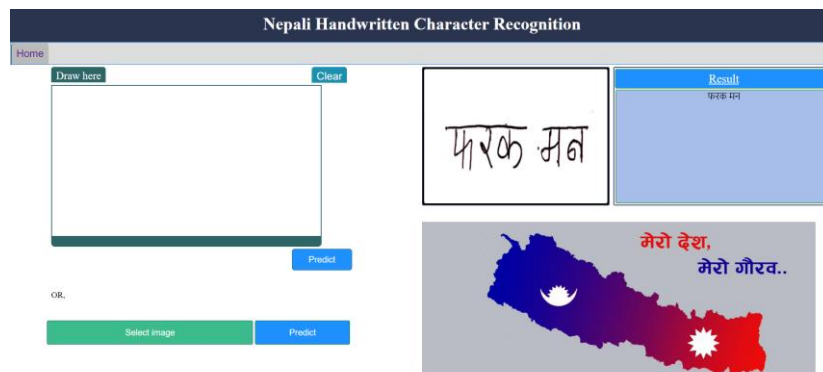 Nepali Handwritten Character Recognition
Home
Draw here
Clear
Predict
OR,
Select image
Predict
फरक मन
Result
फरक मन
मेरो देश,
मेरो गौरव..